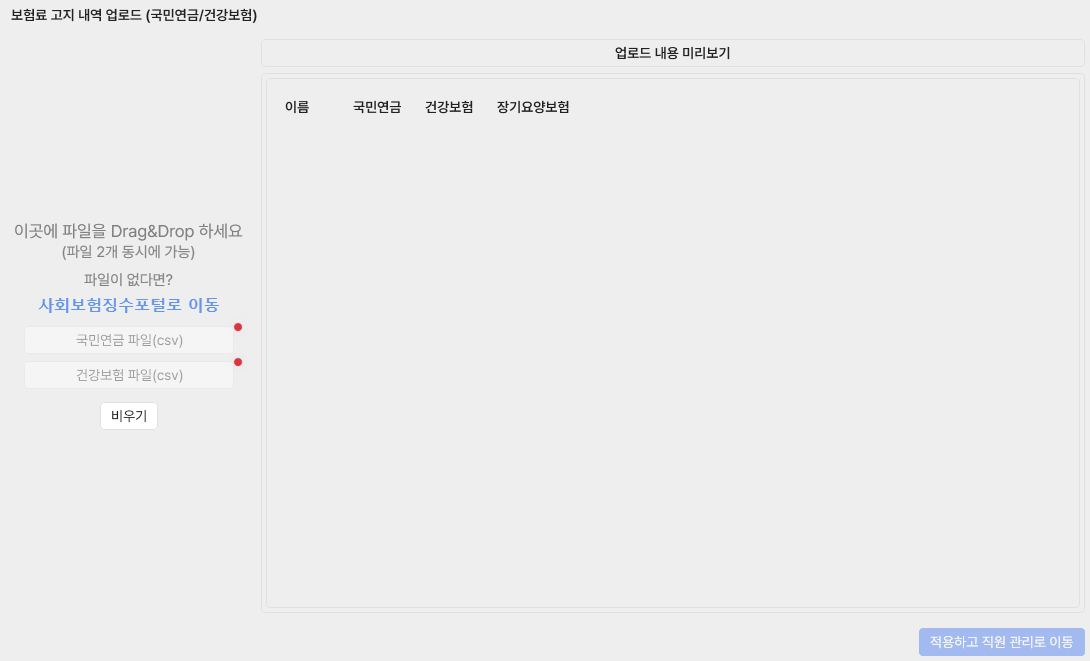 보험료 고지 내역 업로드 (국민연금/건강보험)
업로드 내용 미리보기
이름 국민연금 건강보험 장기요양보험
이곳에 파일을 Drag&Drop 하세요
(파일 2개 동시에 가능)
파일이 없다면?
사회보험징수포털로 이동
국민연금 파일(csv)
건강보험 파일(csv)
비우기
적용하고 직원 관리로 이동